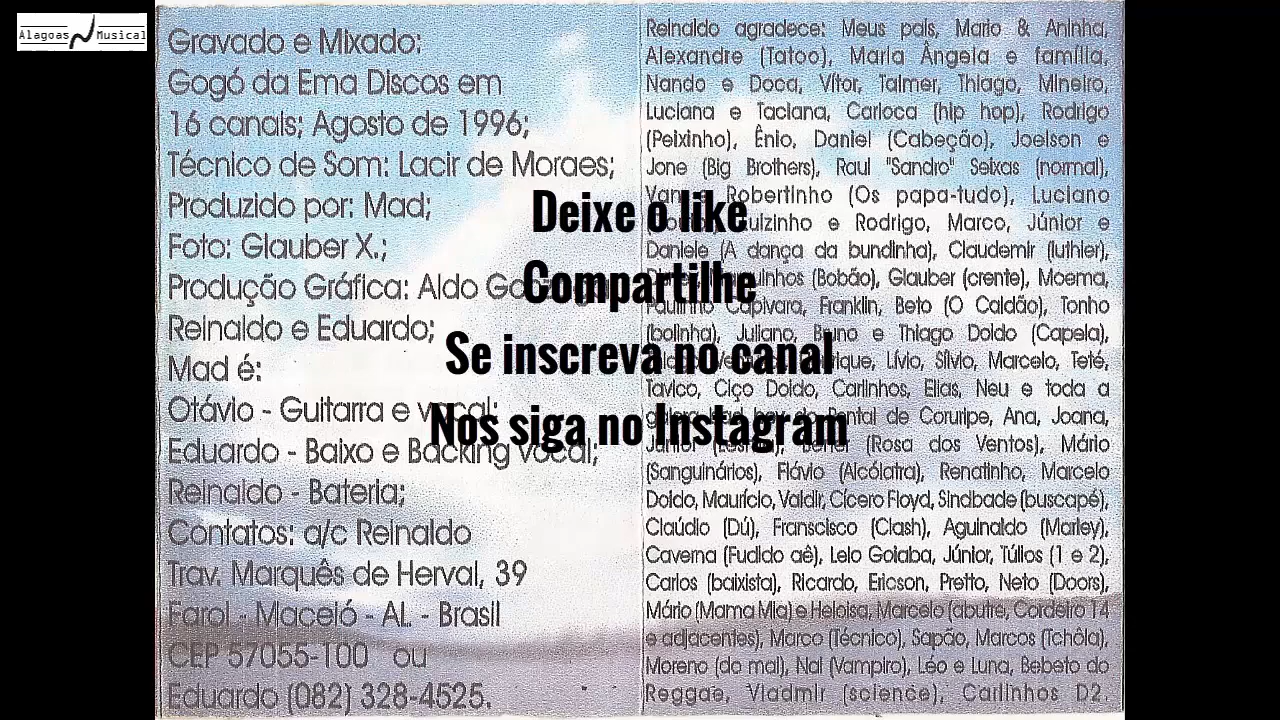 Alagoas Musical
Gravado e Mixado:
Gogó da Ema Discos em
16 canais; Agosto de 1996;
Técnico de Som: Lacir de Moraes;
Produzido por: Mad;
Foto: Glauber X.;
Produção Gráfica: Aldo
Reinaldo e Eduardo;
Mad é:
Otávio - Guitarra e vocal;
Eduardo - Baixo e Backing vocal;
Reinaldo - Bateria;
Contatos: a/c Reinaldo
Trav. Marquês de Herval, 39
Farol - Maceió - AL - Brasil
CEP 57055-100 ou
Eduardo (082) 328-4525.
Reinaldo agradece: Meus pais, Mario & Aninha,
Alexandre (Tatoo), Maria Ângela e família,
Nando e Doca, Vítor, Talmer, Thiago, Mineiro,
Luciana e Taciana, Carioca (hip hop), Rodrigo
(Peixinho), Ênio, Daniel (Cabeção), Joelson e
Jone (Big Brothers), Raul "Sandro" Seixas (normal),
Robertinho (Os papa-tudo), Luciano
e Rodrigo, Marco, Júnior e
Daniele (A dança da bundinha), Claudemir (luthier),
(Bobão), Glauber (crente), Moema,
Paulinho Capivara, Franklin, Beto (O Caldão), Tonho
(bolinha), Juliano, Bruno e Thiago Doido (Capela),
Lívio, Sílvio, Marcelo, Teté,
Tavico, Ciço Doido, Carlinhos, Elias, Neu e toda a
do Pontal de Coruripe, Ana, Joana,
(Rosa dos Ventos), Mário
(Sanguinários), Flávio (Alcólatra), Renatinho, Marcelo
Doido, Maurício, Valdir, Cícero Floyd, Sindbade (buscapé),
Claúdio (Dú), Franscisco (Clash), Aguinaldo (Marley),
Caverna (Fudido aê), Leio Goiaba, Júnior, Túlios (1 e 2),
Carlos (baixista), Ricardo, Ericson, Pretto, Neto (Doors),
Mário (Mama Mia) e Heloisa, Marcelo (abutre, Cordeiro 14
e adjacentes), Marco (Técnico), Sapão, Marcos (Tchôla),
Moreno (do mal), Nal (Vampiro), Léo e Luna, Bebeto do
Reggae, Vladmir (science), Carlinhos D2.
Deixe o like
Compartilhe
Se inscreva no canal
Nos siga no Instagram